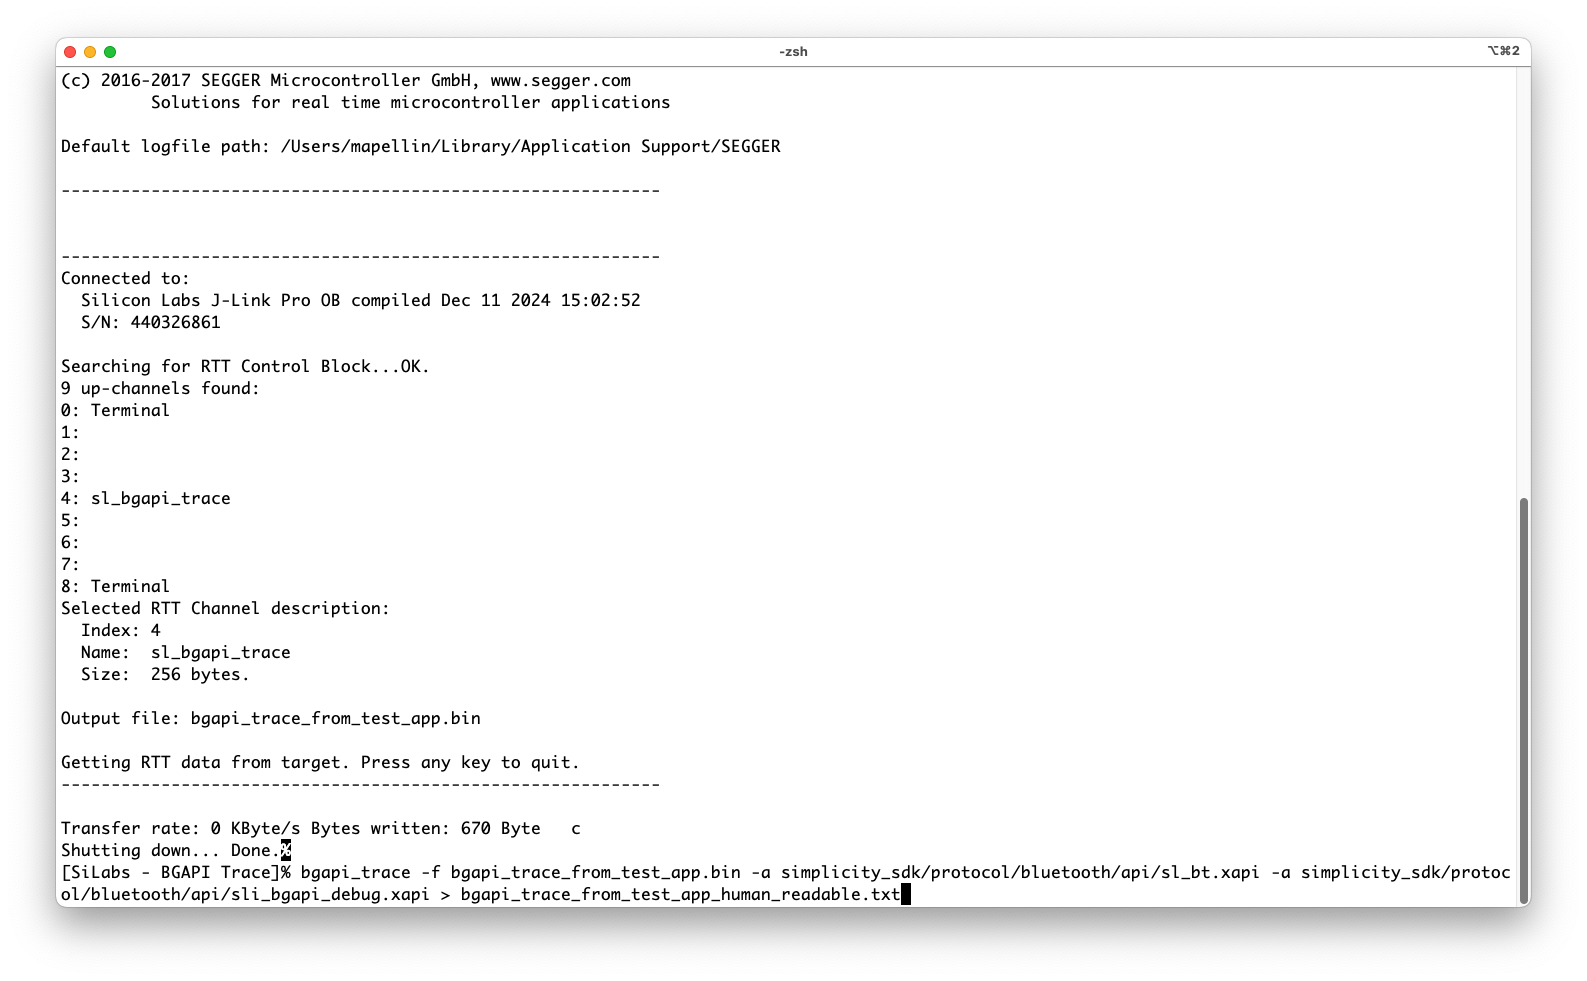 -zsh
⌥⌘2
(c) 2016-2017 SEGGER Microcontroller GmbH, www.segger.com
         Solutions for real time microcontroller applications
Default logfile path: /Users/mapellin/Library/Application Support/SEGGER
------------------------------------------------------------
------------------------------------------------------------
Connected to:
  Silicon Labs J-Link Pro OB compiled Dec 11 2024 15:02:52
  S/N: 440326861
Searching for RTT Control Block...OK.
9 up-channels found:
0: Terminal
1:
2:
3:
4: sl_bgapi_trace
5:
6:
7:
8: Terminal
Selected RTT Channel description:
  Index: 4
  Name:  sl_bgapi_trace
  Size:  256 bytes.
Output file: bgapi_trace_from_test_app.bin
Getting RTT data from target. Press any key to quit.
------------------------------------------------------------
Transfer rate: 0 KByte/s Bytes written: 670 Byte   c
Shutting down... Done.%
[SiLabs - BGAPI Trace]% bgapi_trace -f bgapi_trace_from_test_app.bin -a simplicity_sdk/protocol/bluetooth/api/sl_bt.xapi -a simplicity_sdk/protoc
ol/bluetooth/api/sli_bgapi_debug.xapi > bgapi_trace_from_test_app_human_readable.txt